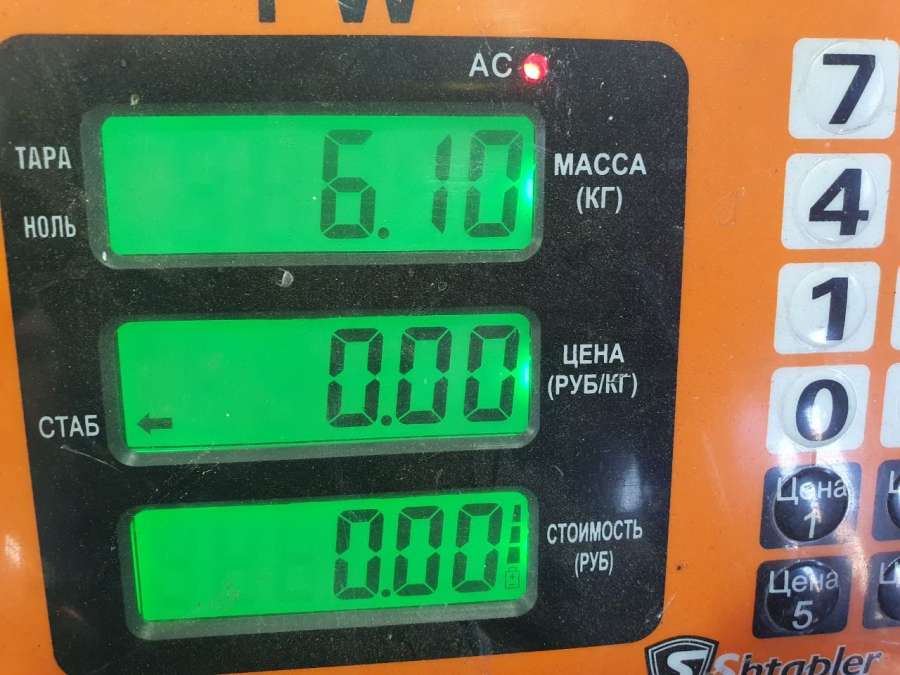 PW
AC
ТАРА
НОЛЬ
6.10
МАССА
(КГ)
СТАБ
0.00
ЦЕНА
(РУБ/КГ)
0.00
СТОИМОСТЬ
(РУБ)
7
4
1
0
Цена
1
Цена
5
S Shtapler